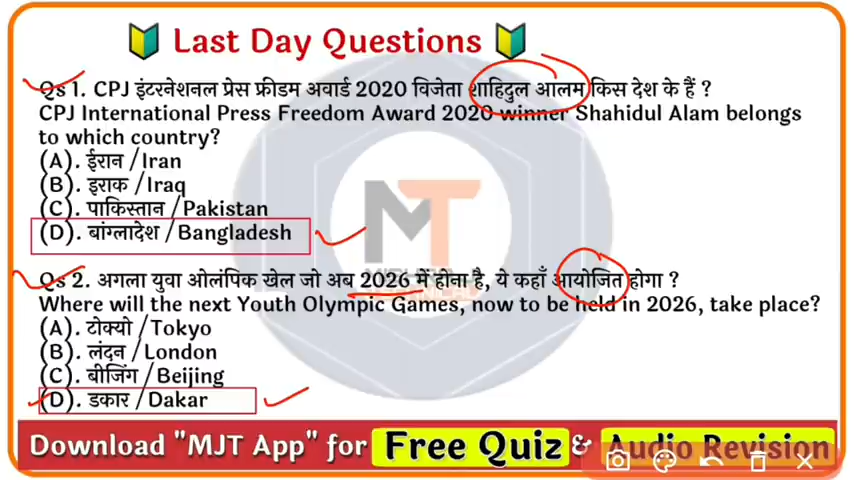 Last Day Questions
Qs 1. CPJ इंटरनेशनल प्रेस फ्रीडम अवार्ड 2020 विजेता शाहिदुल आलम किस देश के हैं ?
CPJ International Press Freedom Award 2020 winner Shahidul Alam belongs
to which country?
(A). ईरान /Iran
(B). इराक /Iraq
(C). पाकिस्तान /Pakistan
(D). बांग्लादेश /Bangladesh
MT
Qs 2. अगला युवा ओलंपिक खेल जो अब 2026 में होना है, ये कहाँ आयोजित होगा ?
Where will the next Youth Olympic Games, now to be held in 2026, take place?
(A). टोक्यो /Tokyo
(B). लंदन /London
(C). बीजिंग /Beijing
(D). डकार /Dakar
Download "MJT App" for Free Quiz & Audio Revision